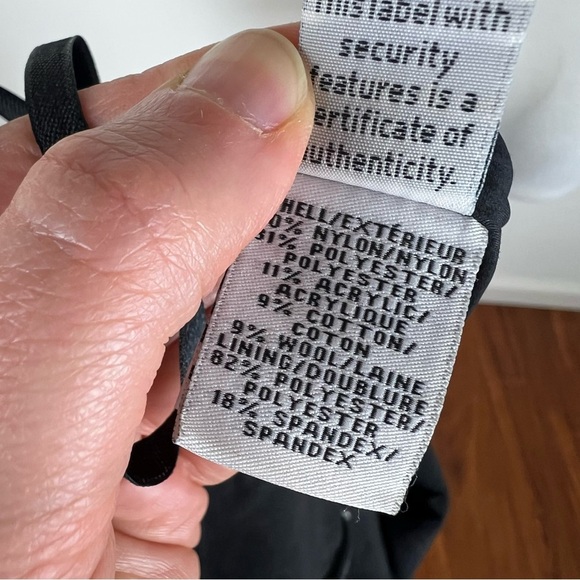 this label with
security
features is a
ertificate of
uthenticity.
HELL/EXTÉRIEUR
0% NYLON/NYLON
31% POLYESTER/
POLYESTER
11% ACRYLIC/
ACRYLIQUE
9% COTTON/
COTON
9% WOOL/LAINE
LINING/DOUBLURE
82% POLYESTER/
POLYESTER
18% SPANDEX/
SPANDEX